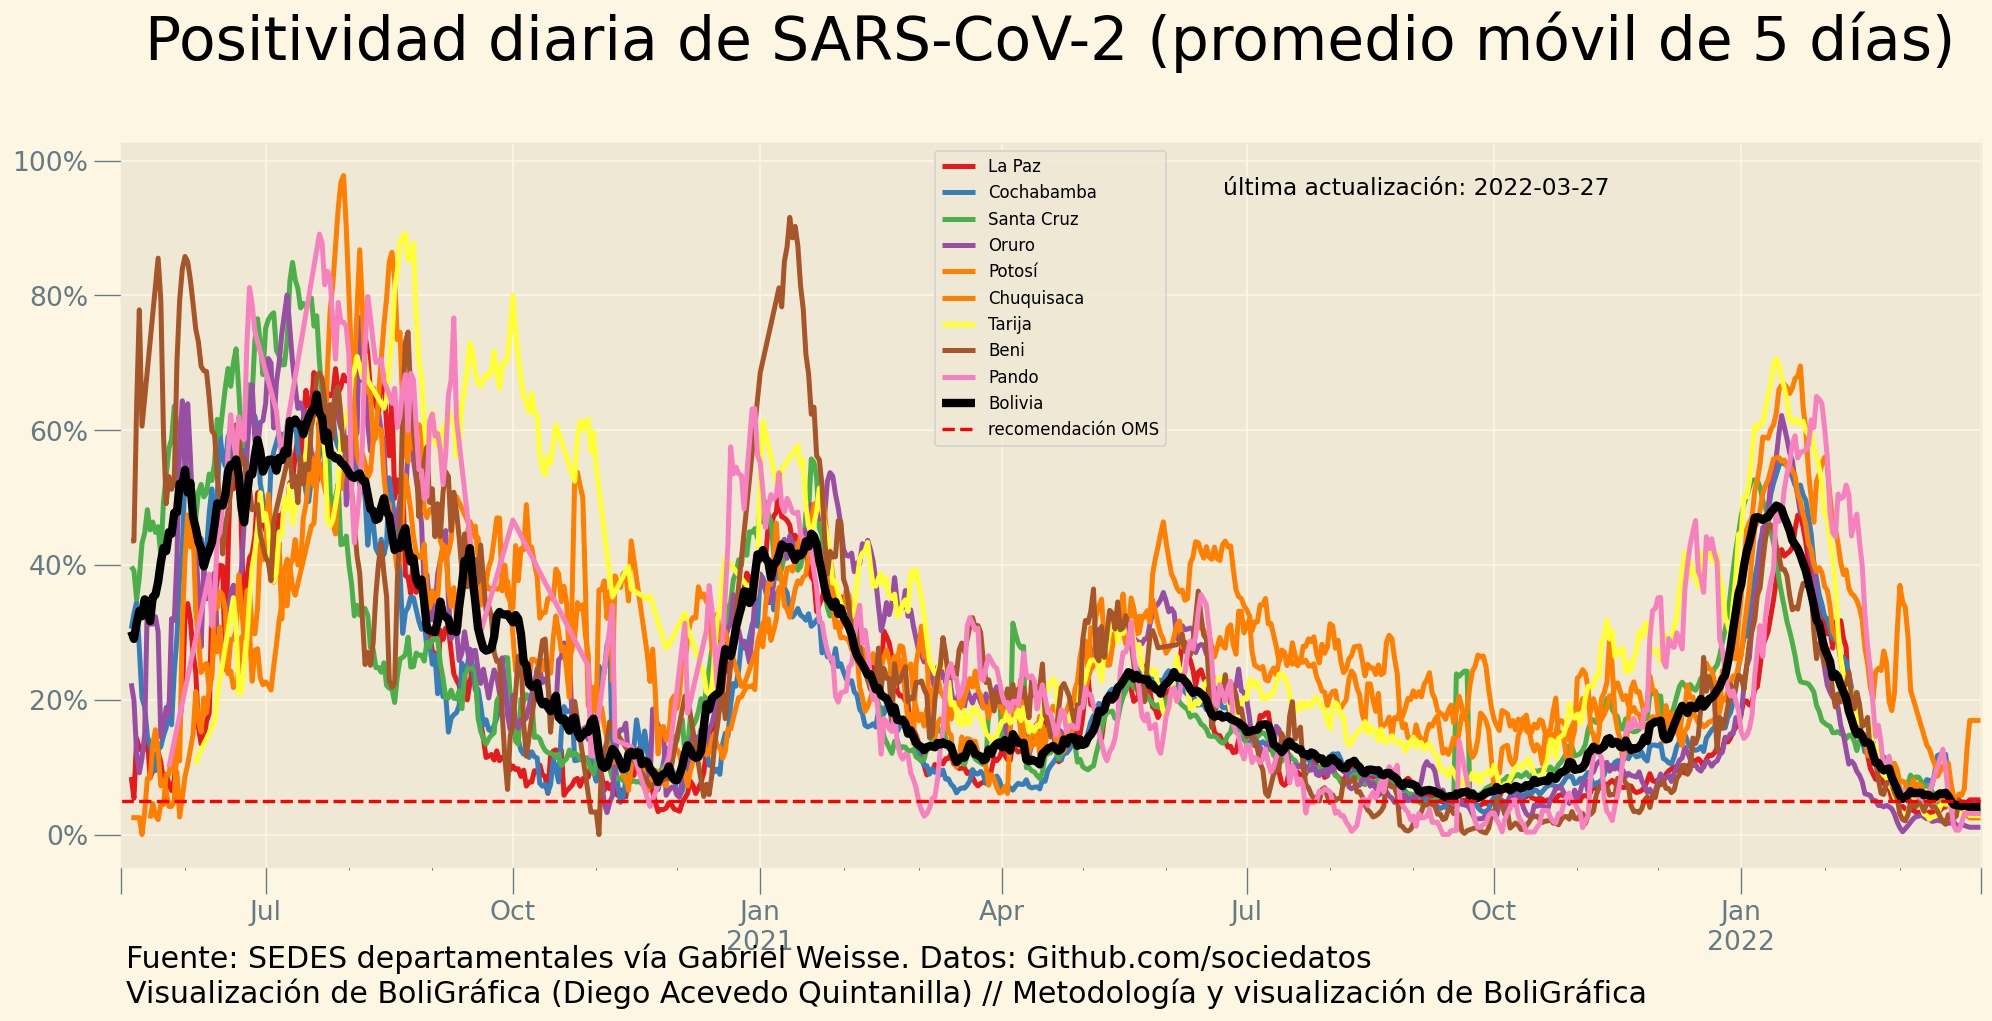 Positividad diaria de SARS-CoV-2 (promedio móvil de 5 días)
100%
80%
60%
40%
20%
0%
La Paz
Cochabamba
Santa Cruz
Oruro
Potosí
Chuquisaca
Tarija
Beni
Pando
Bolivia
recomendación OMS
última actualización: 2022-03-27
Jul
Oct
Jan
2021
Apr
Jul
Oct
Jan
2022
Fuente: SEDES departamentales vía Gabriel Weisse. Datos: Github.com/sociedatos
Visualización de BoliGráfica (Diego Acevedo Quintanilla) // Metodología y visualización de BoliGráfica